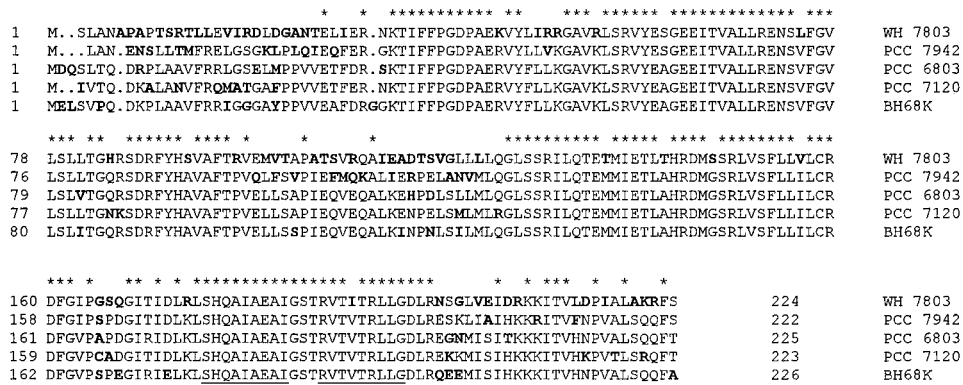 * * *********** ** *** ***** ************ ***
1 M..SLANAPAPTSRTLLEVIRDLDGANTELIER.NKTIFFPGDPAEKVYLIRRGAVRLSRVYESGEEITVALLRENSLFGV WH 7803
1 M..LAN.ENSLLTMFRELGSGKLPLQIEQFER.NKTIFFPGDPAERVYLLVKGAVKLSRVYESGEEITVALLRENSVFGV PCC 7942
1 MDQSLTQ.DRPLAAVFRRLGSELMPPVVETFDR.SKTIFFPGDPAERVYFLLKGAVKLSRVYEAGEEITVALLRENSVFGV PCC 6803
1 M.IVTQ.DKALANVFRQMATGAFPPVVETFER.NKTIFFPGDPAERVYFLLKGAVKLSRVYEAGEEITVALLRENSVFGV PCC 7120
1 MELSVPQ.DKPLAAVFRRIGGGAYPPVVEAFDRGGKTIFFPGDPAERVYFLLKGAVKLSRVYEAGEEITVALLRENSVFGV BH68K
*** ** ****** **** * * * ********** ***** **** ******* ***
78 LSLLTGHRSDRFYHSVAFTRVEMVTAPATSVRQAIEADTSVGLLLLQGLSSRILQTETMIETLTHRDMSSRLVSFLLVLCR WH 7803
76 LSLLTGQRSDRFYHAVAFTPVQLFSVPIEFMQKALIERPELANVMLQGLSSRILQTEMMIETLAHRDMGSRLVSFLLILCR PCC 7942
79 LSLVTGQRSDRFYHAVAFTPVELLSAPIEQVEQALKEHPDLSLLMLQGLSSRILQTEMMIETLAHRDMGSRLVSFLLILCR PCC 6803
77 LSLLTGNKSDRFYHAVAFTPVELLSAPIEQVEQALKENPELSMLMLRGLSSRILQTEMMIETLAHRDMGSRLVSFLLILCR PCC 7120
80 LSLITGQRSDRFYHAVAFTPVELLSSPIEQVEQALKINPNLSILMLQGLSSRILQTEMMIETLAHRDMGSRLVSFLLILCR BH68K
*** * ** ** * ************** ******** * ** *** * * *
160 DFGIPGSQGITIDLRLSHQAIAEAIGSTRVTITRLLGDLRNSGLVEIDRKKITVLDPIALAKRFS 224 WH 7803
158 DFGIPSPDGITIDLKLSHQAIAEAIGSTRVTVTRLLGDLRESKLIAIHKKRITVFNPVALSQQFS 222 PCC 7942
161 DFGVPAPDGIRIDLKLSHQAIAEAIGSTRVTVTRLLGDLREGNMISITKKKITVHNPVALSQQFS 225 PCC 6803
159 DFGVPCADGITIDLKLSHQAIAEAIGSTRVTVTRLLGDLREKKMISIHKKKITVHKPVTLSRQFT 223 PCC 7120
162 DFGVPSPEGIRIELKLSHQAIAEAIGSTRVTVTRLLGDLRQEEMISIHKKKITVHNPVALSQQFA 226 BH68K